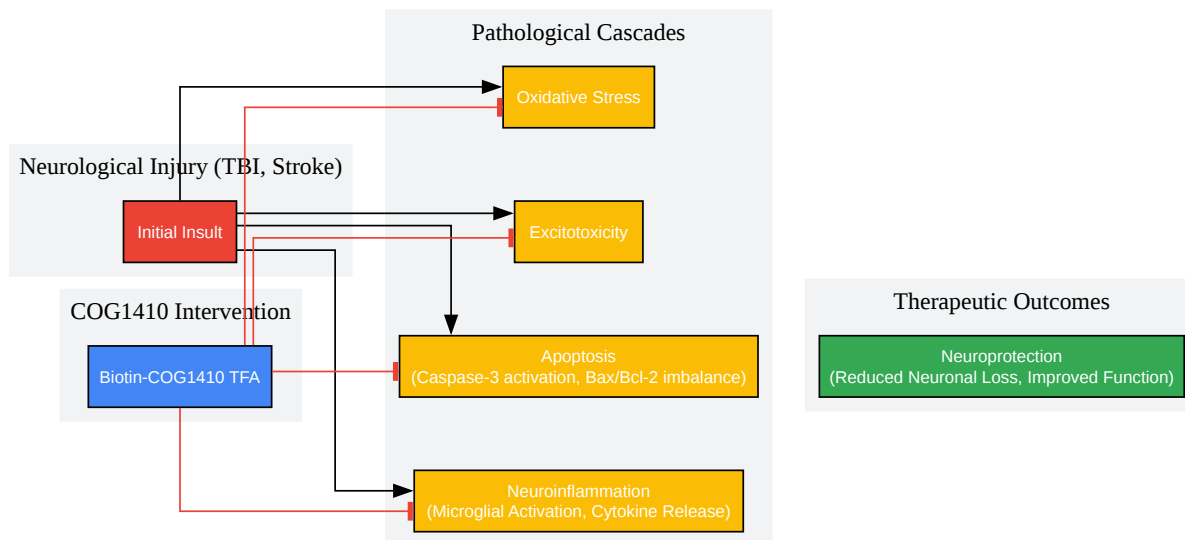 Pathological Cascades
Oxidative Stress
Neurological Injury (TBI, Stroke)
Initial Insult
Excitotoxicity
COG1410 Intervention
Biotin-COG1410 TFA
Therapeutic Outcomes
Apoptosis
(Caspase-3 activation, Bax/Bcl-2 imbalance)
Neuroprotection
(Reduced Neuronal Loss, Improved Function)
Neuroinflammation
(Microglial Activation, Cytokine Release)